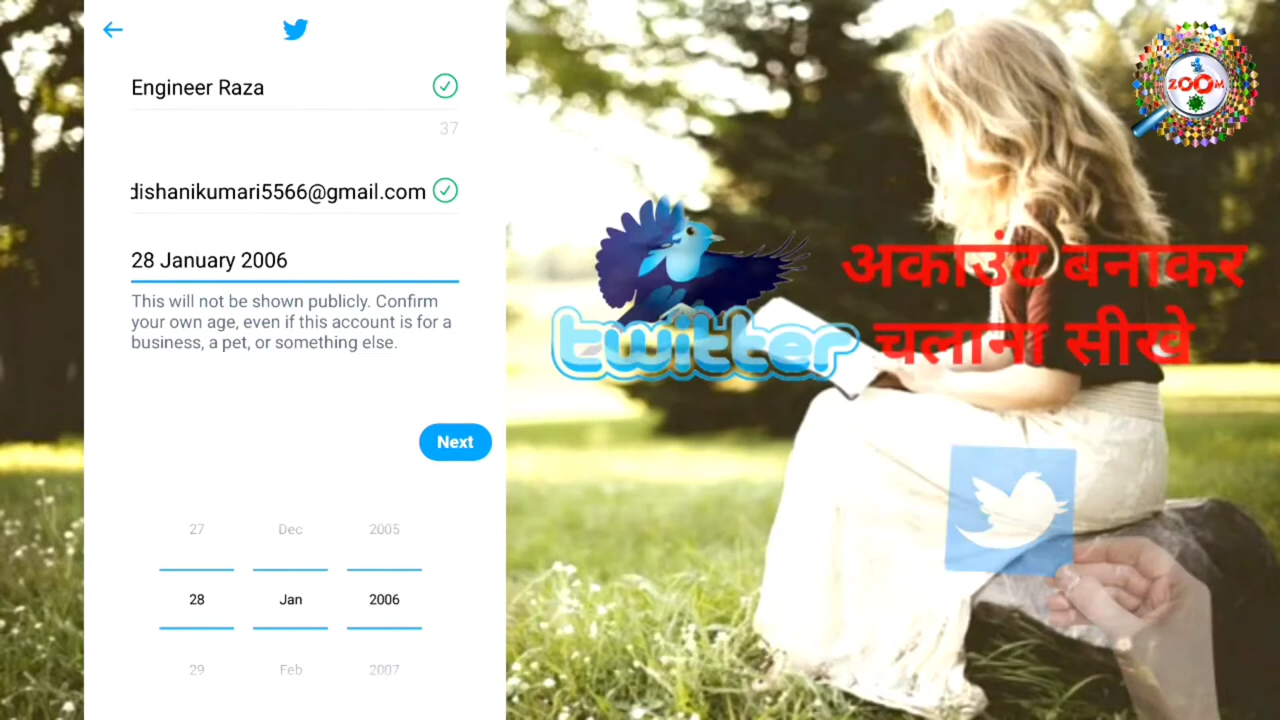 Engineer Raza
37
dishanikumari5566@gmail.com
28 January 2006
This will not be shown publicly. Confirm
your own age, even if this account is for a
business, a pet, or something else.
Next
27 Dec 2005
28 Jan 2006
29 Feb 2007
twitter
अकाउंट बनाकर
चलाना सीखे
ZOOM